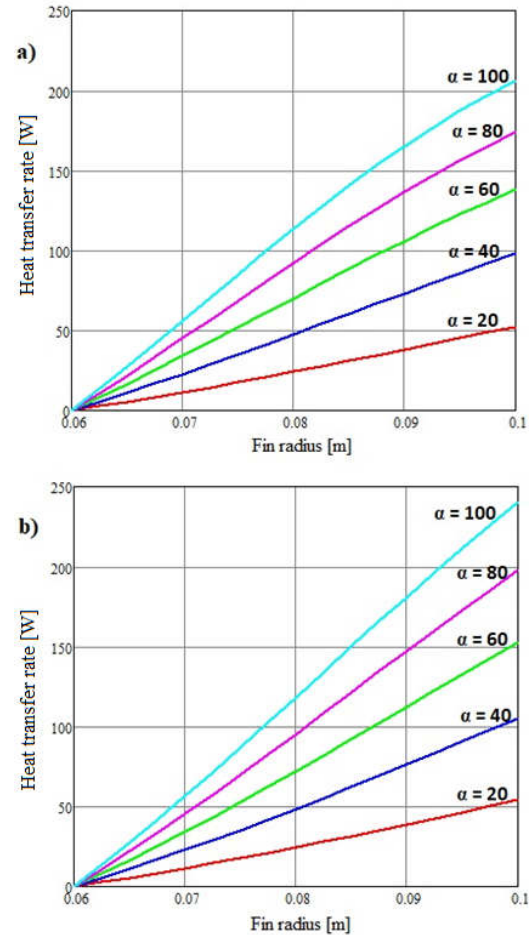 a)
Heat transfer rate [W]
250
200
150
100
50
0
α = 100
α = 80
α = 60
α = 40
α = 20
0.06 0.07 0.08 0.09 0.1
Fin radius [m]
b)
Heat transfer rate [W]
250
200
150
100
50
0
α = 100
α = 80
α = 60
α = 40
α = 20
0.06 0.07 0.08 0.09 0.1
Fin radius [m]